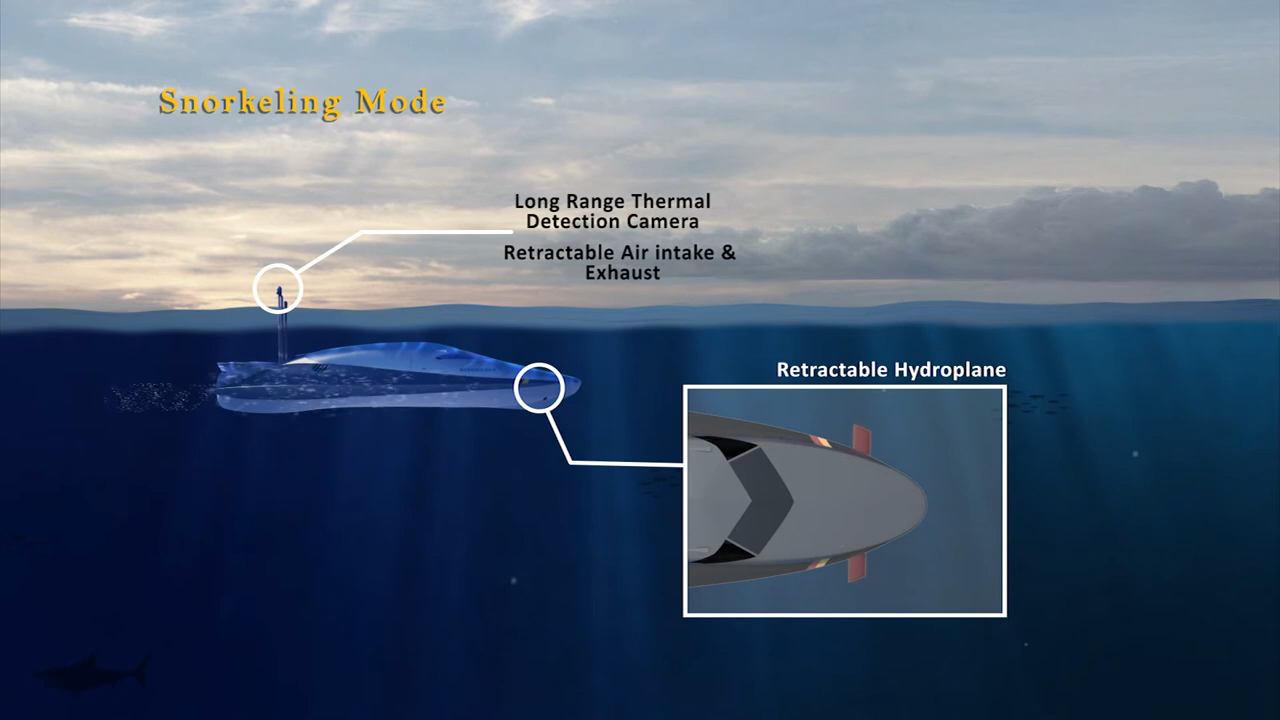 Snorkeling Mode
Long Range Thermal
Detection Camera
Retractable Air intake &
Exhaust
Retractable Hydroplane